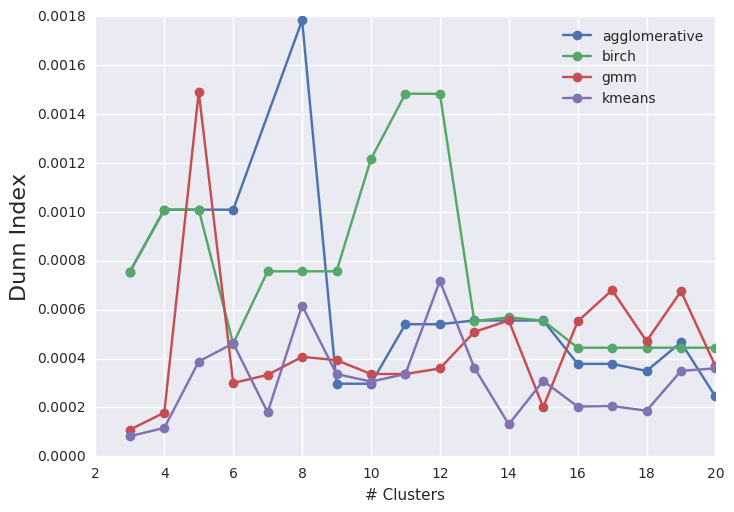 0.0018
0.0016
0.0014
0.0012
0.0010
0.0008
0.0006
0.0004
0.0002
0.0000
Dunn Index
agglomerative
birch
gmm
kmeans
2 4 6 8 10 12 14 16 18 20
# Clusters